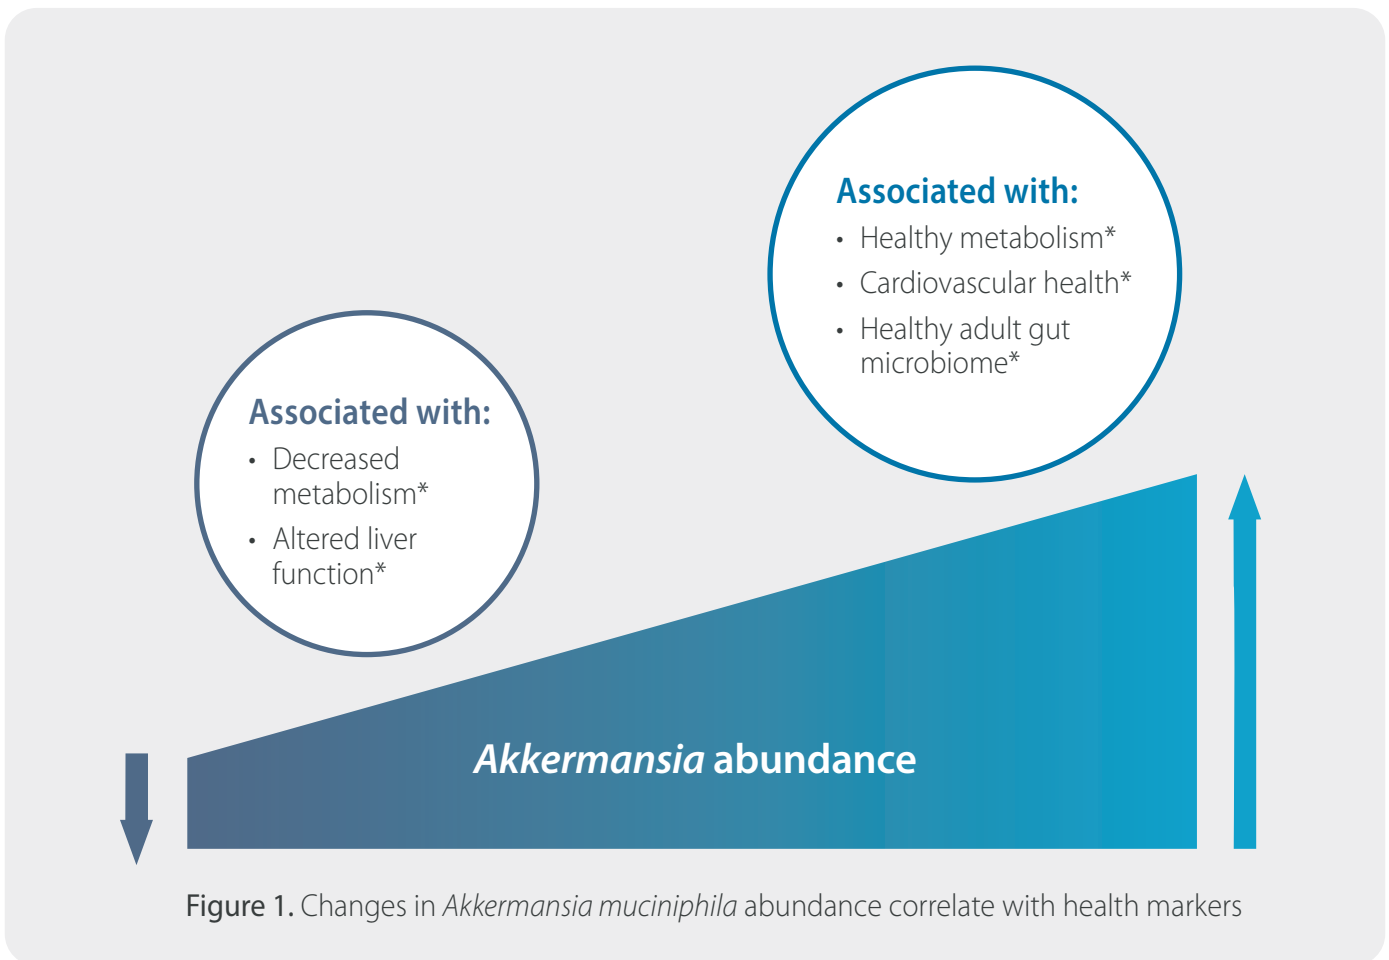 Associated with:
• Healthy metabolism*
• Cardiovascular health*
• Healthy adult gut
microbiome*
Associated with:
• Decreased
metabolism*
• Altered liver
function*
Akkermansia abundance
Figure 1. Changes in Akkermansia muciniphila abundance correlate with health markers